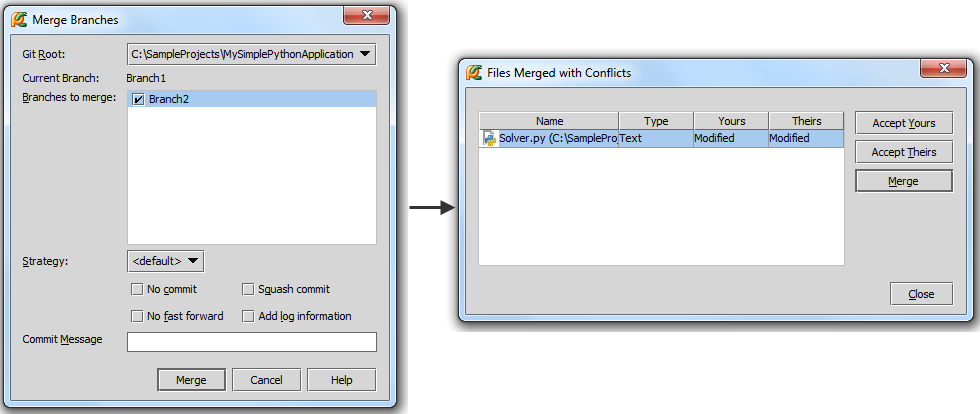 Merge Branches
Git Root: C:\SampleProjects\MySimplePythonApplication
Current Branch: Branch1
Branches to merge: Branch2
Strategy: <default>
No commit Squash commit
No fast forward Add log information
Commit Message
Merge Cancel Help
Files Merged with Conflicts
Name Type Yours Theirs
Solver.py (C:\SamplePro Text Modified Modified
Accept Yours
Accept Theirs
Merge
Close